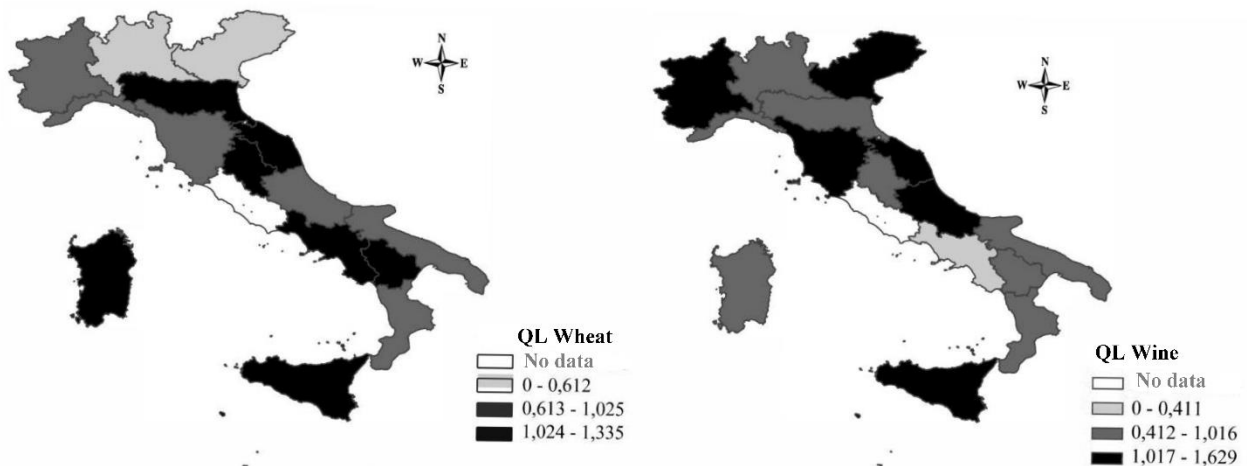 N
W E
S
QL Wheat
No data
0 - 0,612
0,613 - 1,025
1,024 - 1,335
N
W E
S
QL Wine
No data
0 - 0,411
0,412 - 1,016
1,017 - 1,629